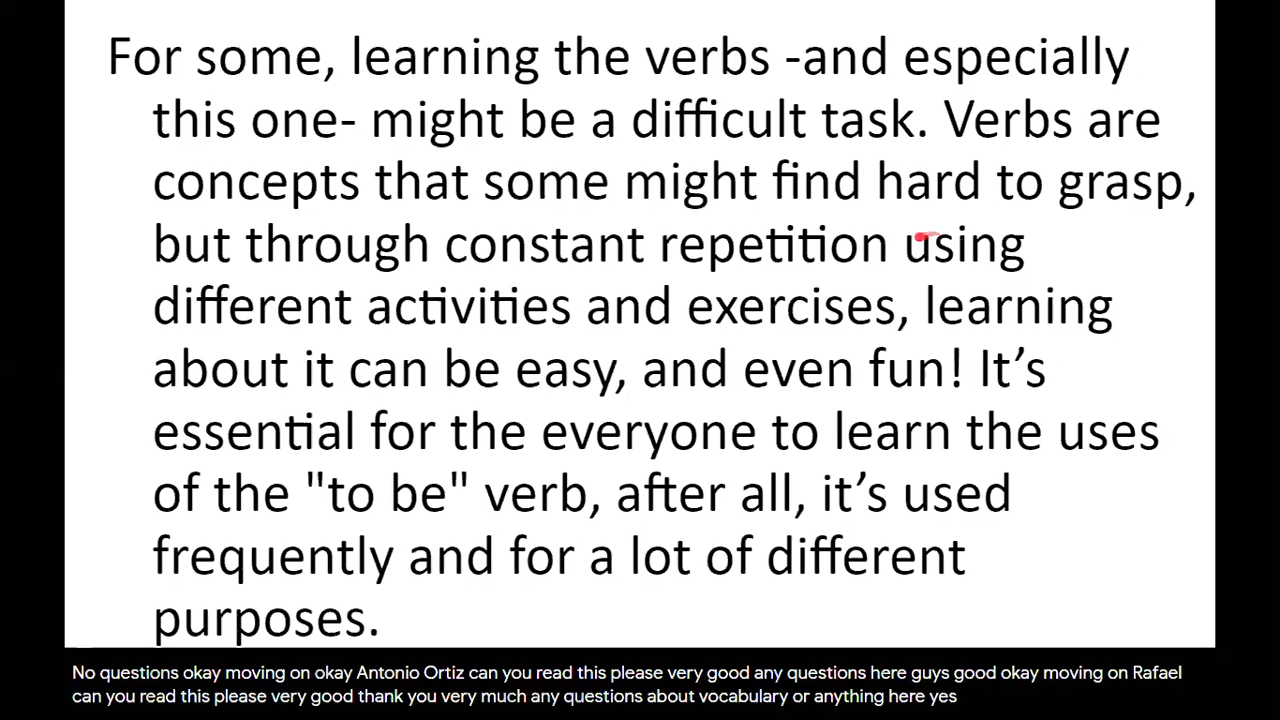 For some, learning the verbs -and especially
this one- might be a difficult task. Verbs are
concepts that some might find hard to grasp,
but through constant repetition using
different activities and exercises, learning
about it can be easy, and even fun! It’s
essential for the everyone to learn the uses
of the "to be" verb, after all, it’s used
frequently and for a lot of different
purposes.
No questions okay moving on okay Antonio Ortiz can you read this please very good any questions here guys good okay moving on Rafael
can you read this please very good thank you very much any questions about vocabulary or anything here yes